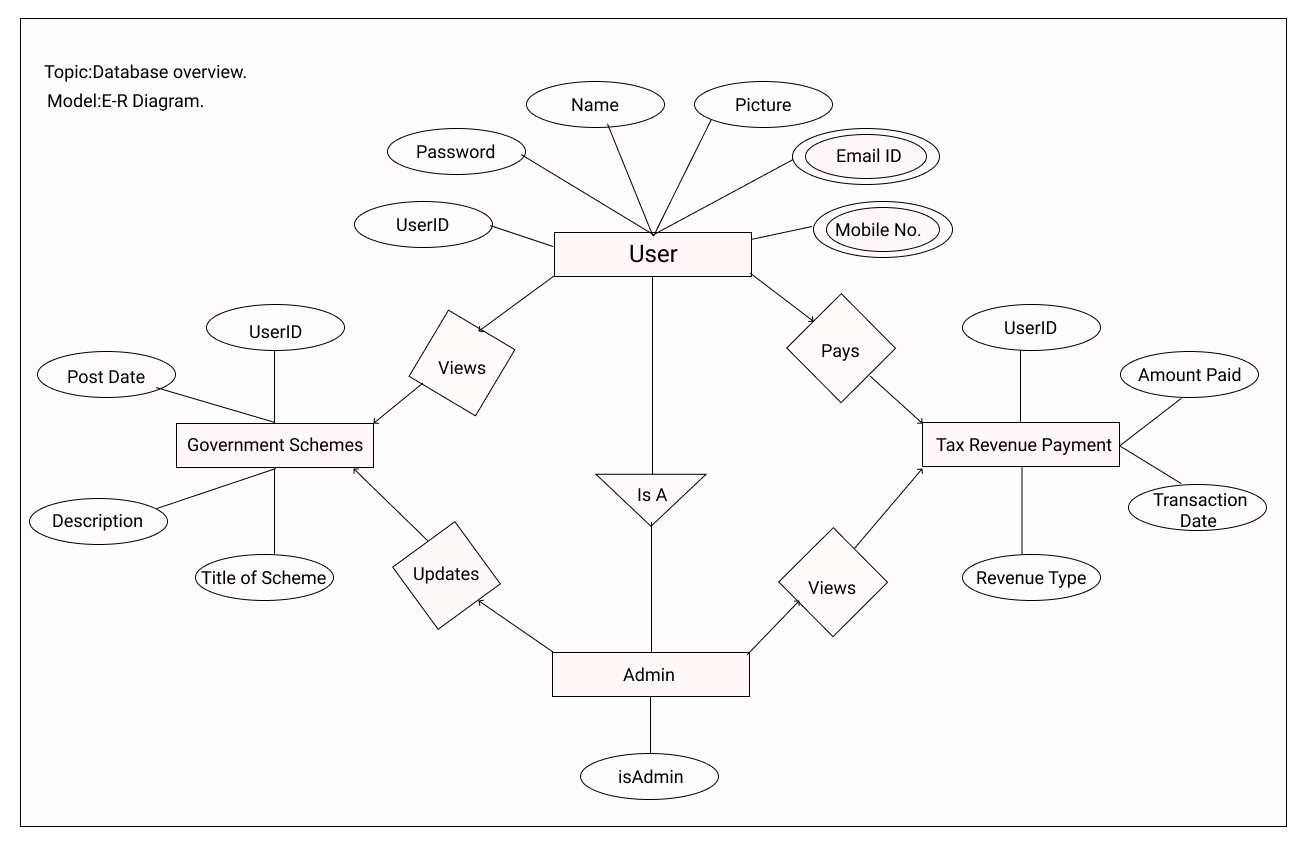 Topic:Database overview.
Model:E-R Diagram.
Name
Picture
Password
Email ID
UserID
Mobile No.
User
UserID
UserID
Views
Pays
Post Date
Amount Paid
Government Schemes
Tax Revenue Payment
Is A
Description
Transaction
Date
Updates
Title of Scheme
Views
Revenue Type
Admin
isAdmin